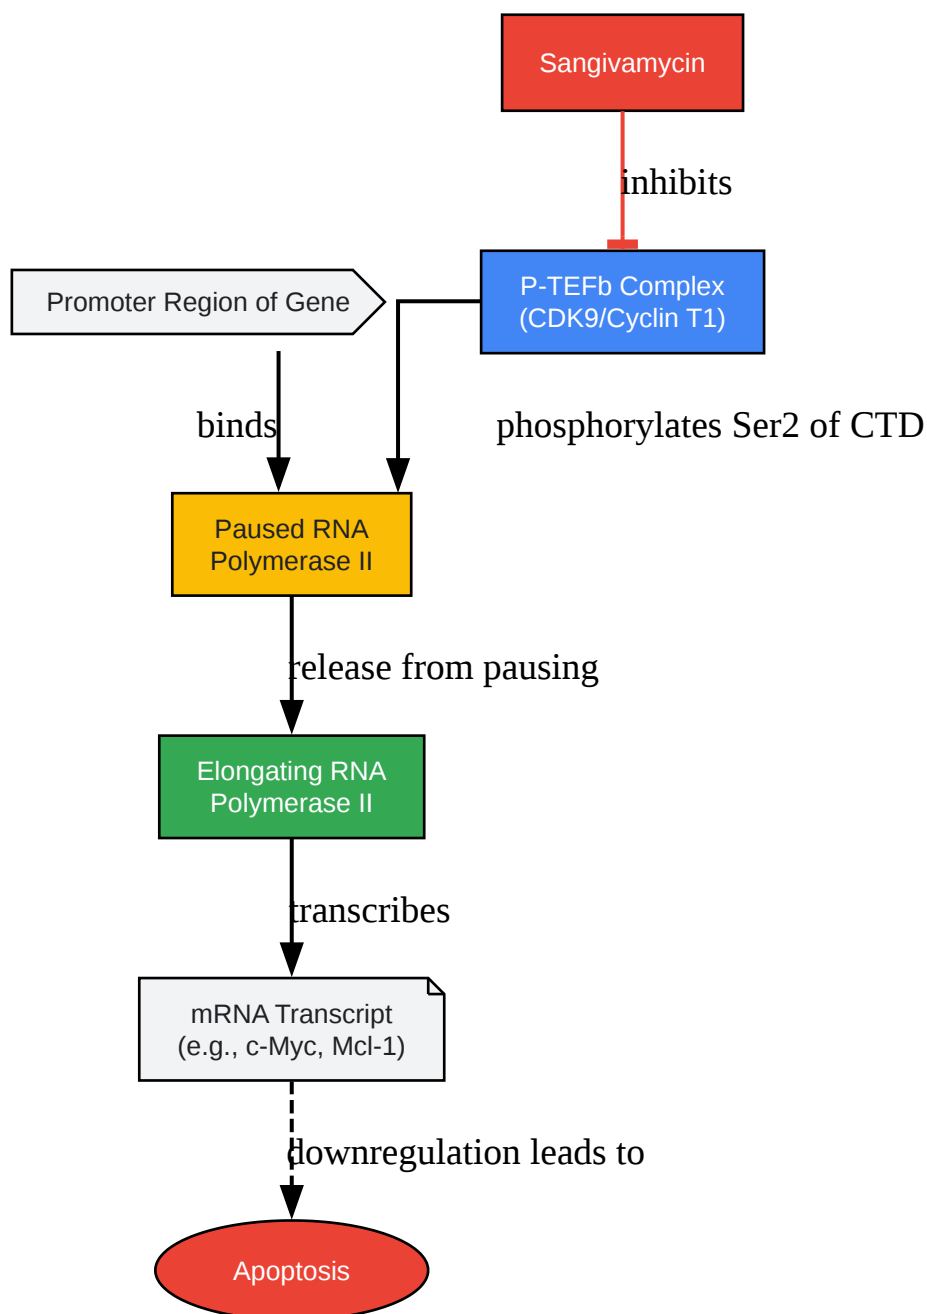 Sangivamycin
inhibits
Promoter Region of Gene
P-TEFb Complex
(CDK9/Cyclin T1)
binds
phosphorylates Ser2 of CTD
Paused RNA
Polymerase II
release from pausing
Elongating RNA
Polymerase II
transcribes
mRNA Transcript
(e.g., c-Myc, Mcl-1)
downregulation leads to
Apoptosis